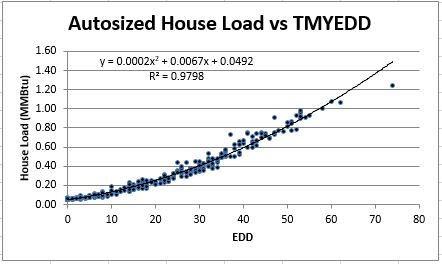 Autosized House Load vs TMYEDD
y = 0.0002x² + 0.0067x + 0.0492
R² = 0.9798
House Load (MMBtu)
1.60
1.40
1.20
1.00
0.80
0.60
0.40
0.20
0.00
0 10 20 30 40 50 60 70 80
EDD